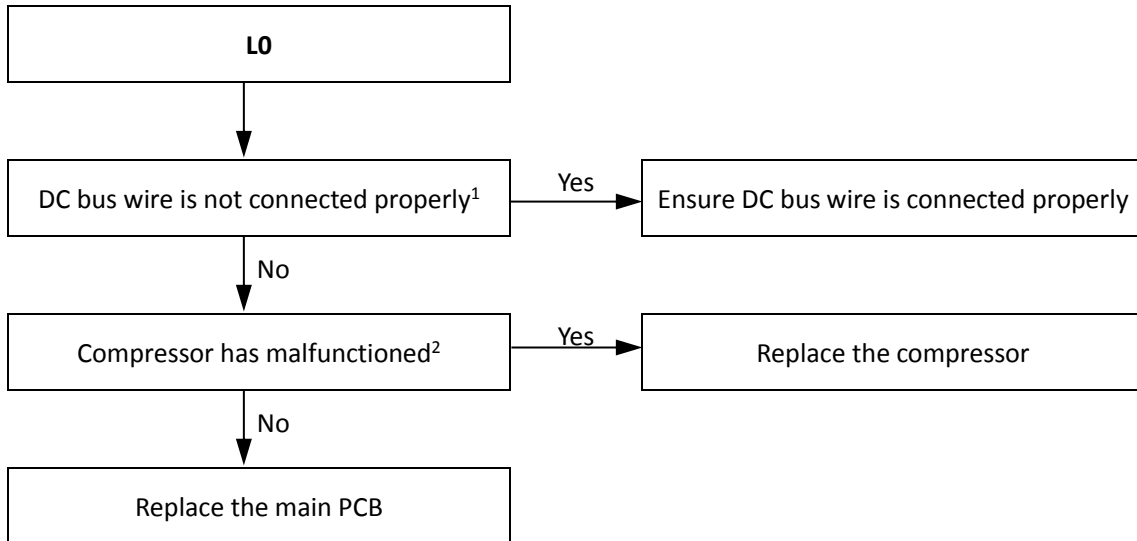 L0
DC bus wire is not connected properly¹
Yes
Ensure DC bus wire is connected properly
No
Compressor has malfunctioned²
Yes
Replace the compressor
No
Replace the main PCB